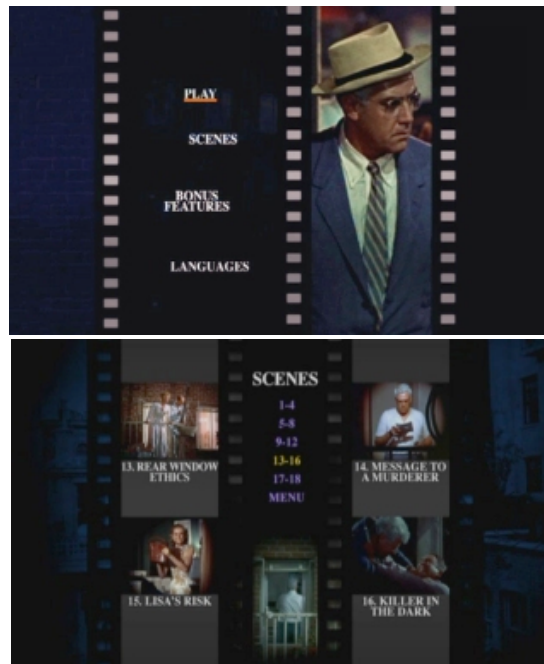 PLAY
SCENES
BONUS
FEATURES
LANGUAGES
SCENES
1-4
5-8
9-12
13-16
17-18
MENU
13. REAR WINDOW
ETHICS
14. MESSAGE TO
A MURDERER
15. LISA'S RISK
16. KILLER IN
THE DARK